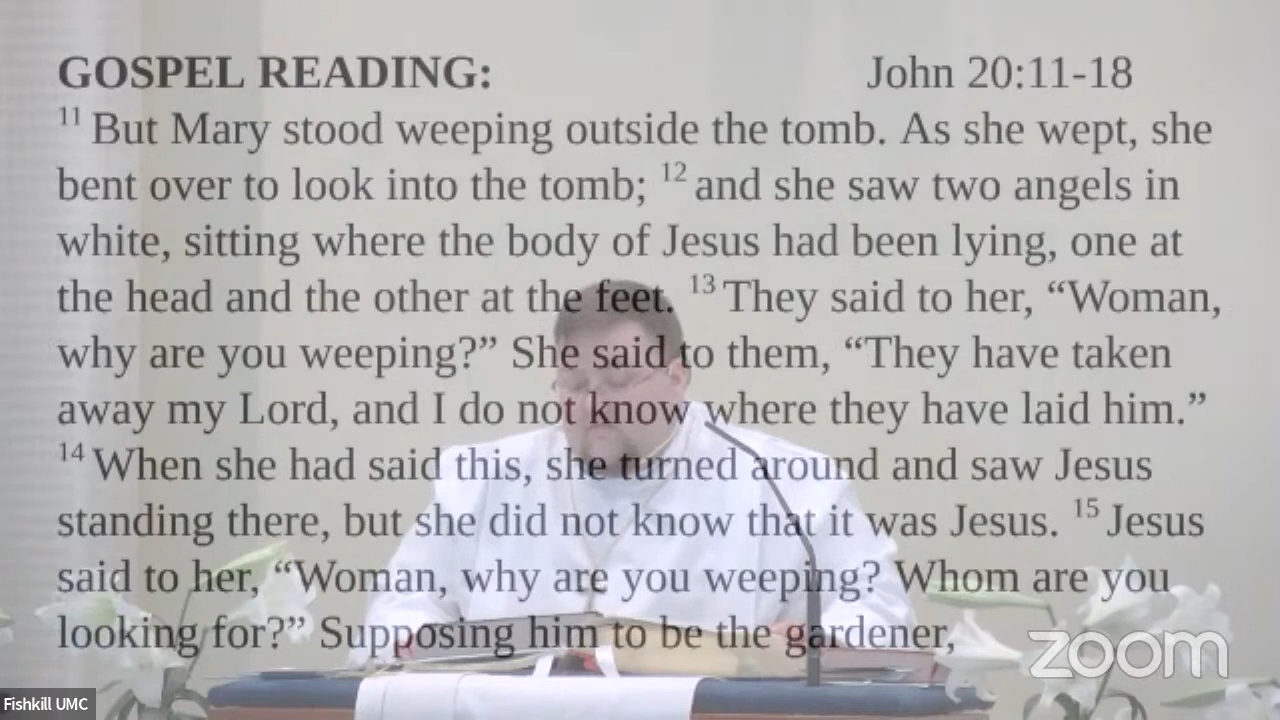 GOSPEL READING: John 20:11-18
11 But Mary stood weeping outside the tomb. As she wept, she
bent over to look into the tomb; 12 and she saw two angels in
white, sitting where the body of Jesus had been lying, one at
the head and the other at the feet. 13 They said to her, “Woman,
why are you weeping?” She said to them, “They have taken
away my Lord, and I do not know where they have laid him.”
14 When she had said this, she turned around and saw Jesus
standing there, but she did not know that it was Jesus. 15 Jesus
said to her, “Woman, why are you weeping? Whom are you
looking for?” Supposing him to be the gardener,
zoom
Fishkill UMC